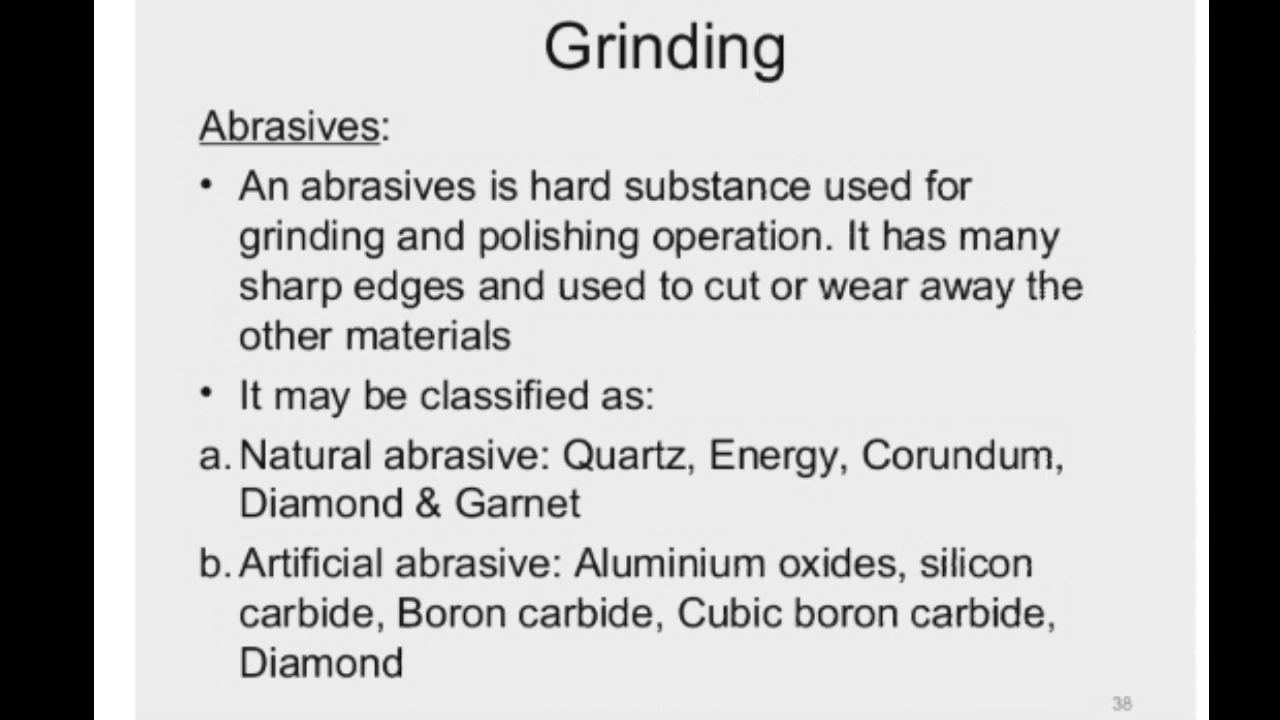 Grinding
Abrasives:
• An abrasives is hard substance used for
grinding and polishing operation. It has many
sharp edges and used to cut or wear away the
other materials
• It may be classified as:
a. Natural abrasive: Quartz, Energy, Corundum,
Diamond & Garnet
b. Artificial abrasive: Aluminium oxides, silicon
carbide, Boron carbide, Cubic boron carbide,
Diamond
38